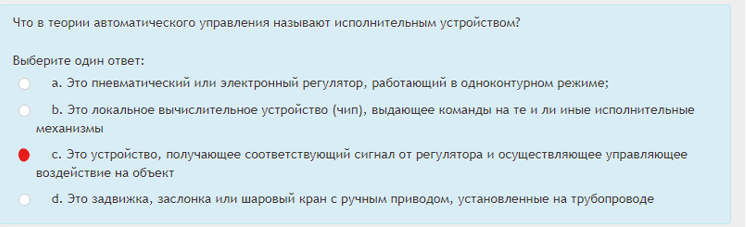 Что в теории автоматического управления называют исполнительным устройством?
Выберите один ответ:
a. Это пневматический или электронный регулятор, работающий в одноконтурном режиме;
b. Это локальное вычислительное устройство (чип), выдающее команды на те и ли иные исполнительные
механизмы
c. Это устройство, получающее соответствующий сигнал от регулятора и осуществляющее управляющее
воздействие на объект
d. Это задвижка, заслонка или шаровый кран с ручным приводом, установленные на трубопроводе